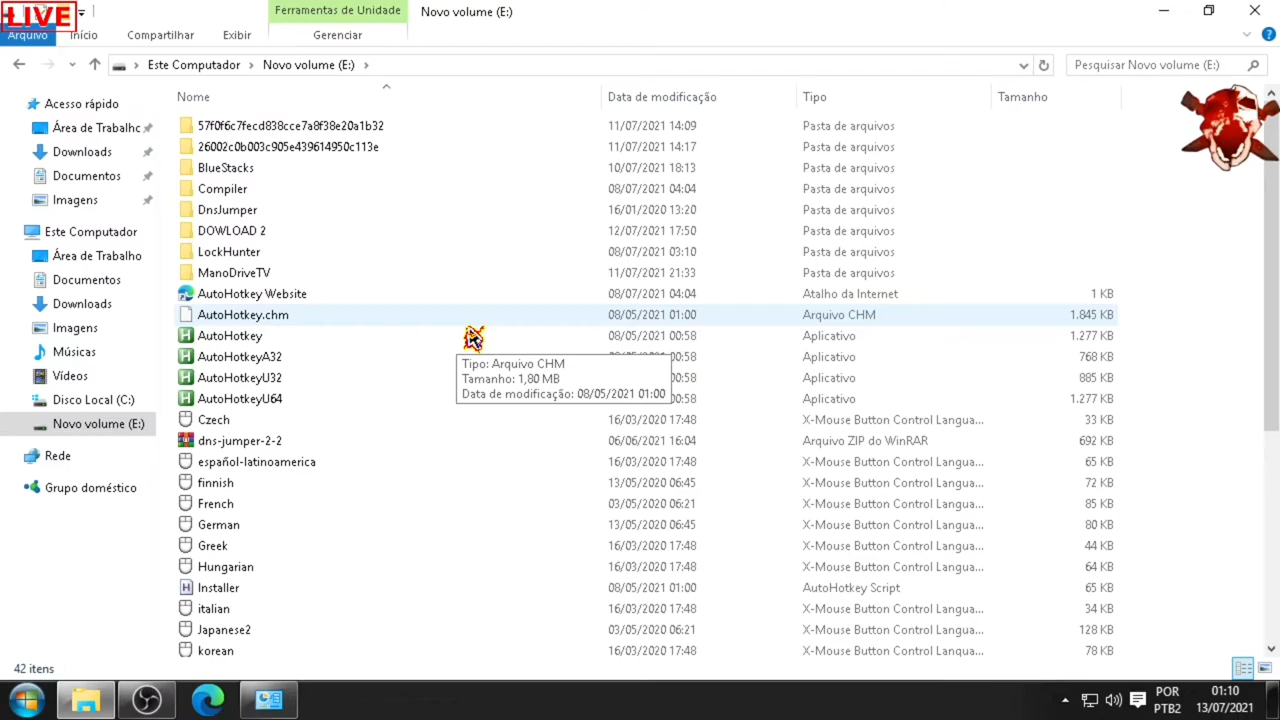 LIVE
Ferramentas de Unidade
Novo volume (E:)
Arquivo Início Compartilhar Exibir Gerenciar
Este Computador Novo volume (E:)
Pesquisar Novo volume (E:)
Nome Data de modificação Tipo Tamanho
Acesso rápido
Área de Trabalho
Downloads
Documentos
Imagens
Este Computador
Área de Trabalho
Documentos
Downloads
Imagens
Músicas
Vídeos
Disco Local (C:)
Novo volume (E:)
Rede
Grupo doméstico
57f0f6c7fecd838cce7a8f38e20a1b32 11/07/2021 14:09 Pasta de arquivos
26002c0b003c905e439614950c113e 11/07/2021 14:17 Pasta de arquivos
BlueStacks 10/07/2021 18:13 Pasta de arquivos
Compiler 08/07/2021 04:04 Pasta de arquivos
DnsJumper 16/01/2020 13:20 Pasta de arquivos
DOWLOAD 2 12/07/2021 17:50 Pasta de arquivos
LockHunter 08/07/2021 03:10 Pasta de arquivos
ManoDriveTV 11/07/2021 21:33 Pasta de arquivos
AutoHotkey Website 08/07/2021 04:04 Atalho da Internet 1 KB
AutoHotkey.chm 08/05/2021 01:00 Arquivo CHM 1.845 KB
AutoHotkey 08/05/2021 00:58 Aplicativo 1.277 KB
AutoHotkeyA32 00:58 Aplicativo 768 KB
AutoHotkeyU32 00:58 Aplicativo 885 KB
AutoHotkeyU64 00:58 Aplicativo 1.277 KB
Tipo: Arquivo CHM
Tamanho: 1,80 MB
Data de modificação: 08/05/2021 01:00
Czech 16/03/2020 17:48 X-Mouse Button Control Langua... 33 KB
dns-jumper-2-2 06/06/2021 16:04 Arquivo ZIP do WinRAR 692 KB
español-latinoamerica 16/03/2020 17:48 X-Mouse Button Control Langua... 65 KB
finnish 13/05/2020 06:45 X-Mouse Button Control Langua... 72 KB
French 03/05/2020 06:21 X-Mouse Button Control Langua... 85 KB
German 13/05/2020 06:45 X-Mouse Button Control Langua... 80 KB
Greek 16/03/2020 17:48 X-Mouse Button Control Langua... 44 KB
Hungarian 16/03/2020 17:48 X-Mouse Button Control Langua... 64 KB
Installer 08/05/2021 01:00 AutoHotkey Script 65 KB
italian 16/03/2020 17:48 X-Mouse Button Control Langua... 34 KB
Japanese2 03/05/2020 06:21 X-Mouse Button Control Langua... 128 KB
korean 16/03/2020 17:48 X-Mouse Button Control Langua... 78 KB
42 itens
POR
PTB2
01:10
13/07/2021